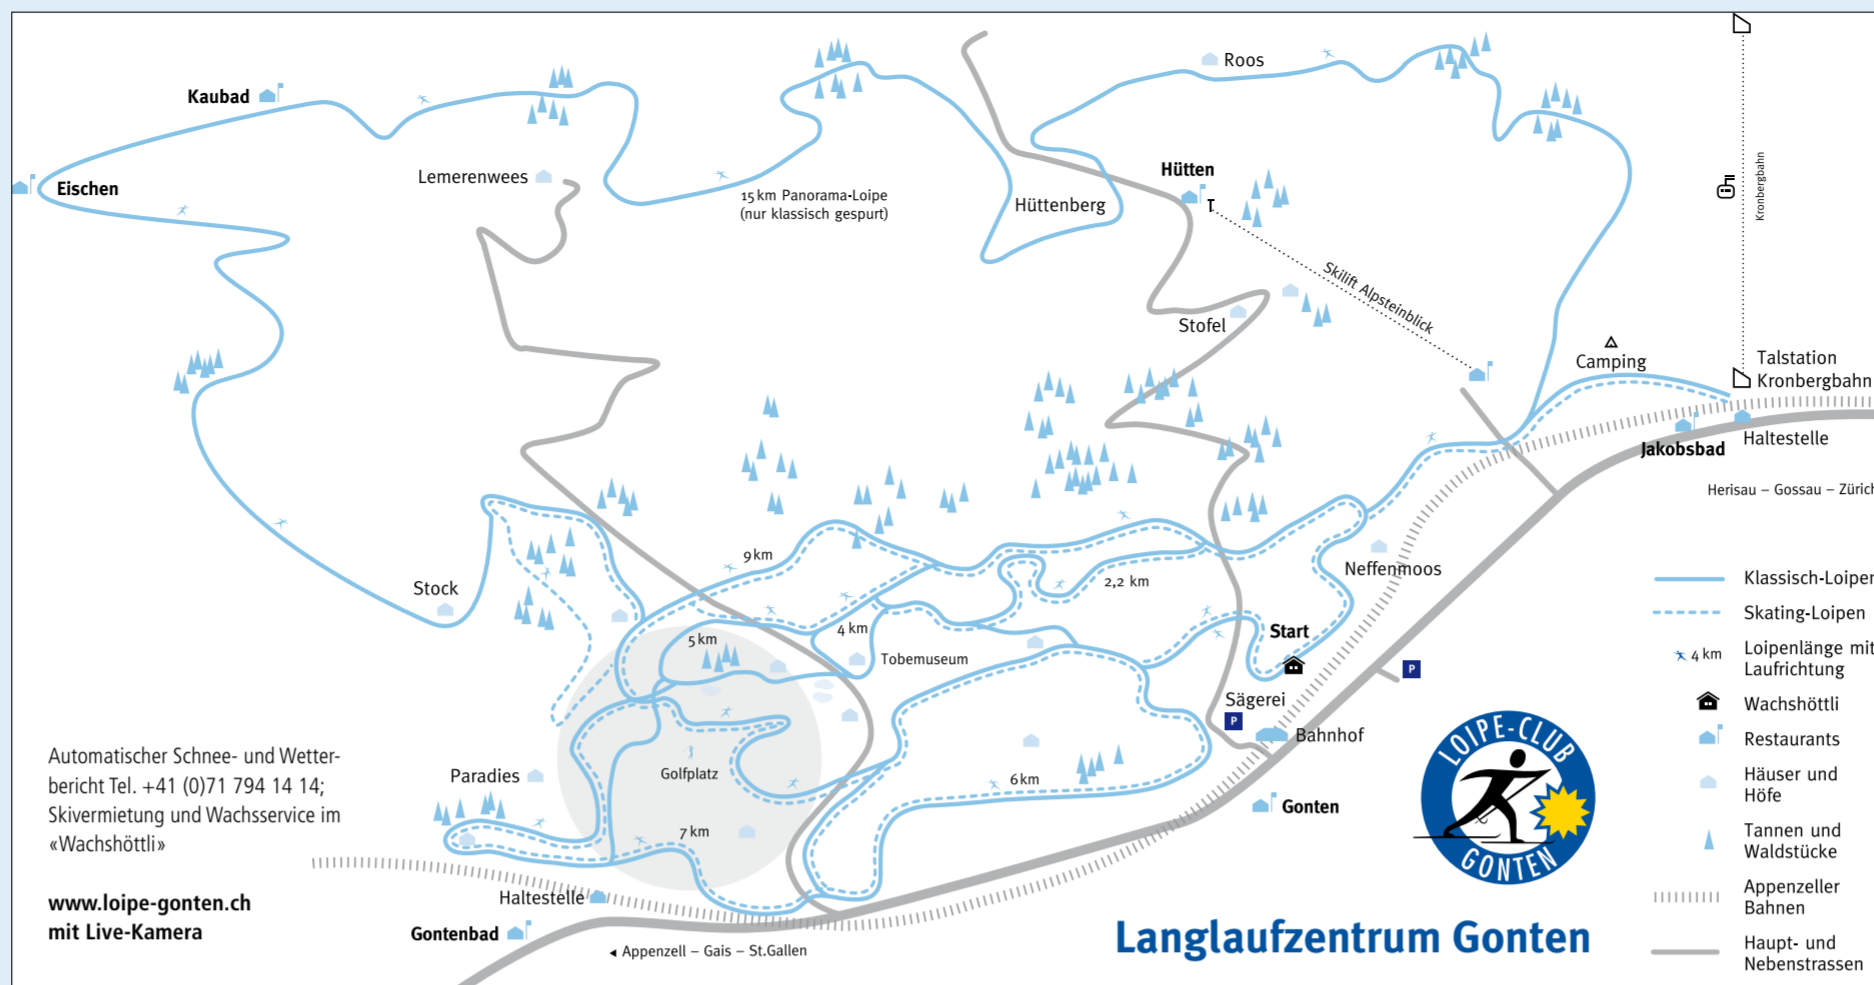 Roos
Kaubad
Kronbergbahn
Lemerenwees
Hütten
Eischen
15 km Panorama-Loipe
(nur klassisch gespurt)
Hüttenberg
Skilift Alpsteinblick
Stofel
Camping
Talstation
Kronbergbahn
Haltestelle
Jakobsbad
Herisau – Gossau – Zürich
9 km
2,2 km
Neffenmoos
Stock
Start
4 km
5 km
Tobemuseum
Sägerei
P
P
Bahnhof
Paradies
Golfplatz
6 km
Gonten
7 km
Haltestelle
Gontenbad
Appenzell – Gais – St.Gallen
Klassisch-Loipen
Skating-Loipen
4 km
Loipenlänge mit
Laufrichtung
Wachshöttli
Restaurants
Häuser und
Höfe
Tannen und
Waldstücke
Appenzeller
Bahnen
Haupt- und
Nebenstrassen
Automatischer Schnee- und Wetter-
bericht Tel. +41 (0)71 794 14 14;
Skivermietung und Wachsservice im
«Wachshöttli»
www.loipe-gonten.ch
mit Live-Kamera
LOIPE-CLUB
GONTEN
Langlaufzentrum Gonten